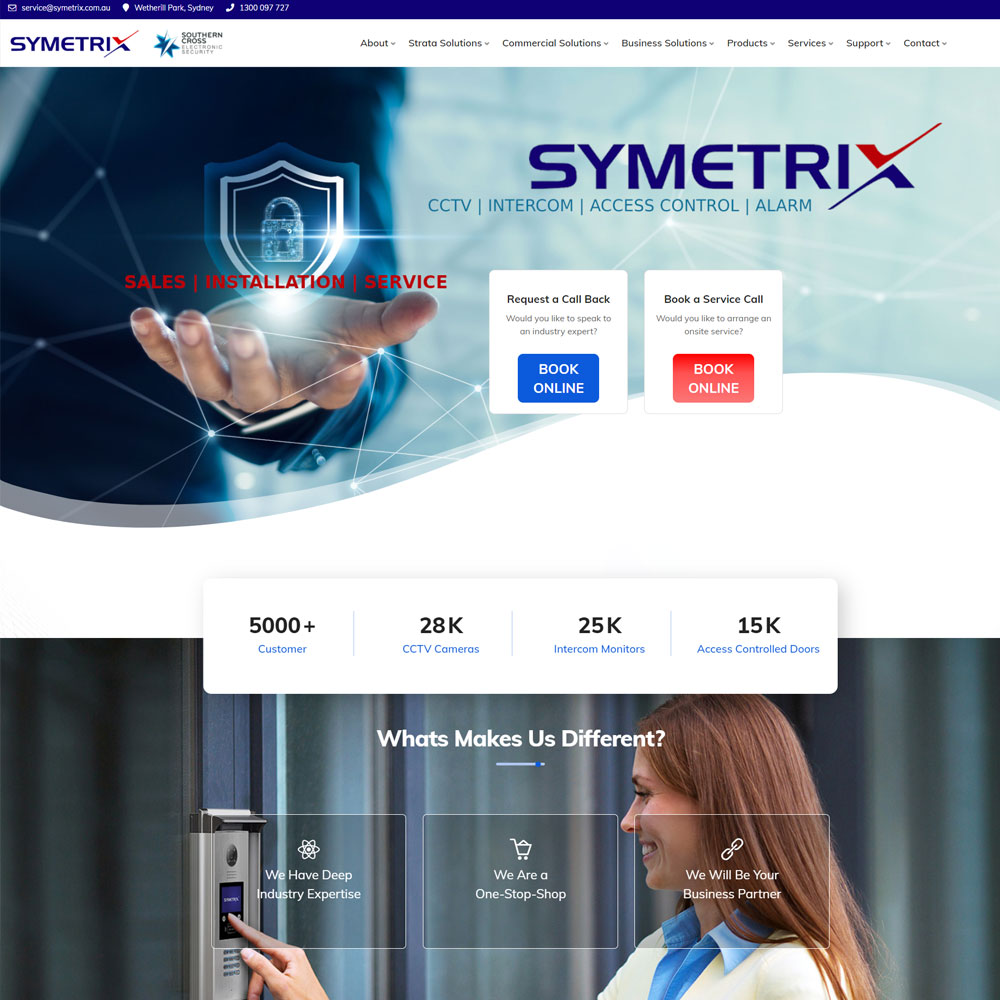 service@symetrix.com.au Wetherill Park, Sydney 1300 097 727
SYMETRIX SOUTHERN CROSS ELECTRONIC SECURITY
About Strata Solutions Commercial Solutions Business Solutions Products Services Support Contact
SYMETRIX
CCTV | INTERCOM | ACCESS CONTROL | ALARM
SALES | INSTALLATION | SERVICE
Request a Call Back
Would you like to speak to
an industry expert?
BOOK
ONLINE
Book a Service Call
Would you like to arrange an
onsite service?
BOOK
ONLINE
5000+
Customer
28K
CCTV Cameras
25K
Intercom Monitors
15K
Access Controlled Doors
Whats Makes Us Different?
We Have Deep
Industry Expertise
We Are a
One-Stop-Shop
We Will Be Your
Business Partner
SYMETRIX